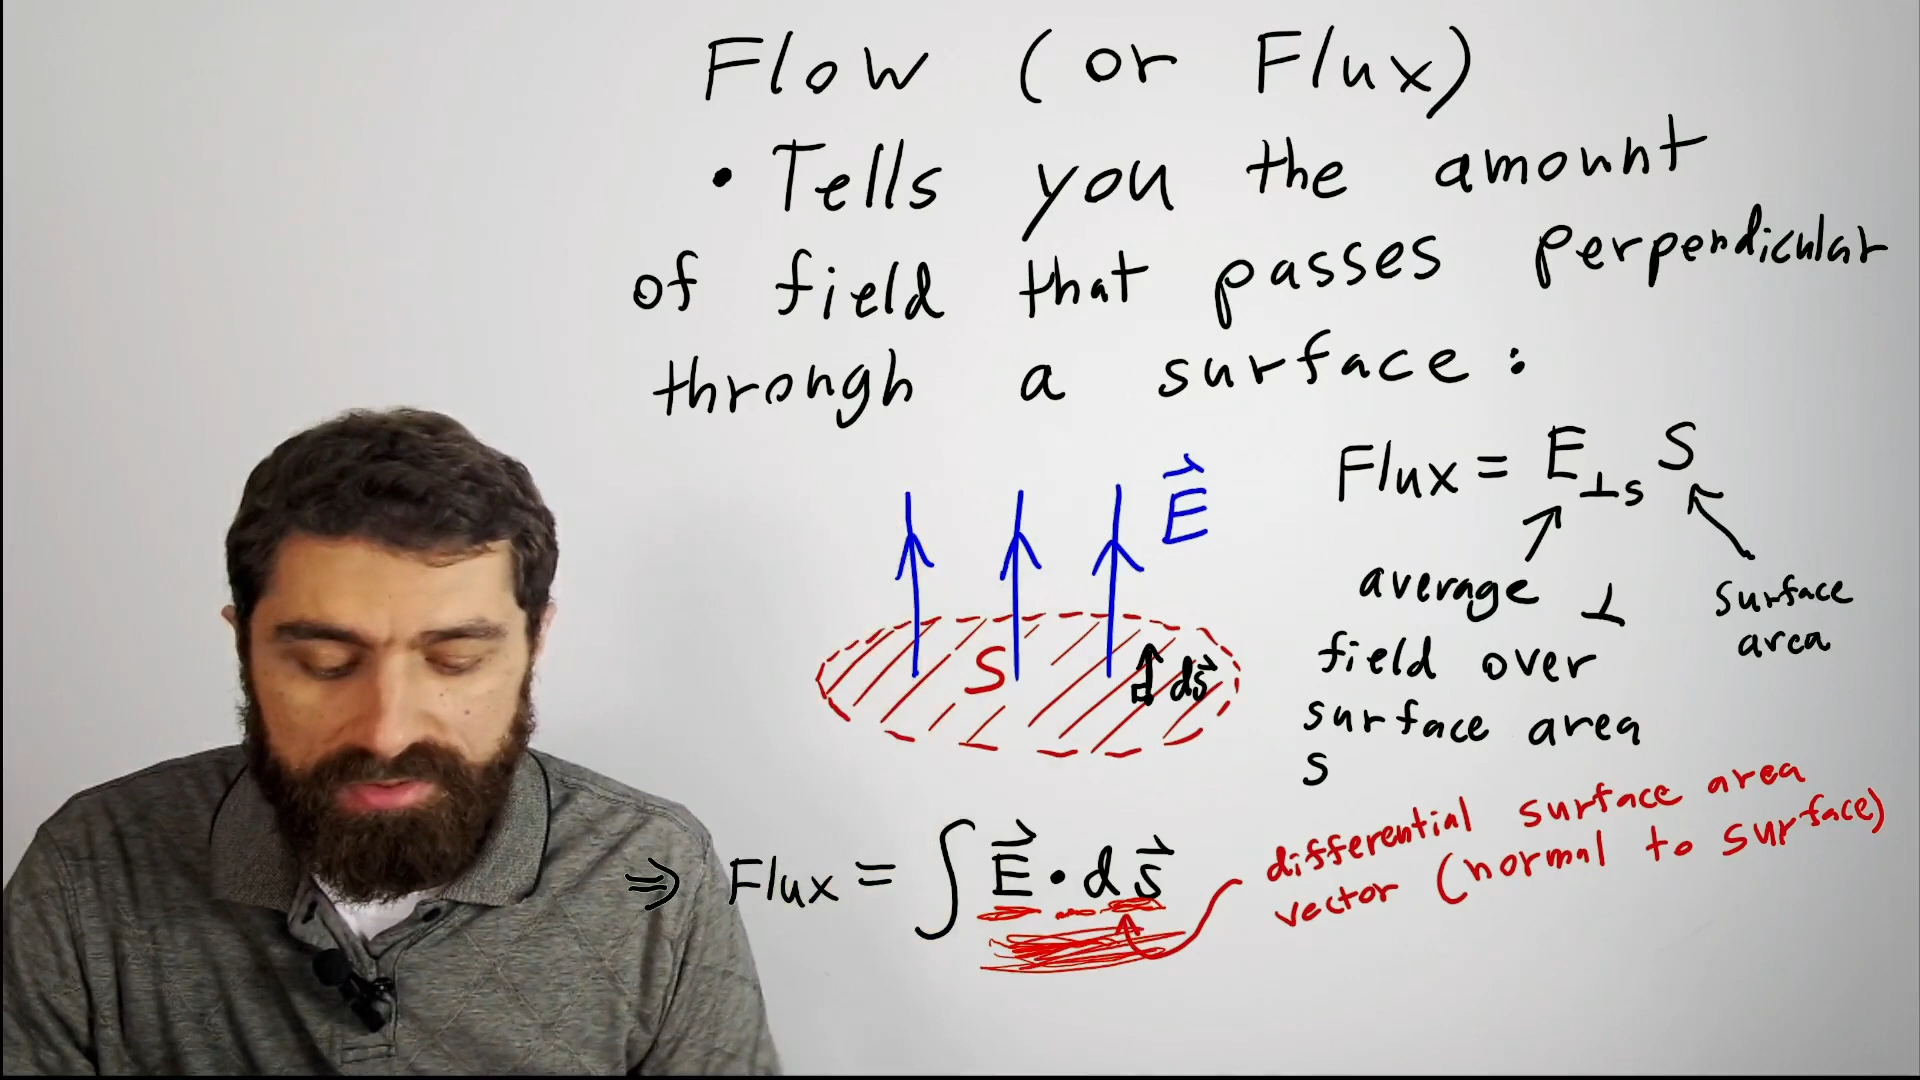 Flow (or Flux)
• Tells you the amount
of field that passes perpendicular
through a surface:
Flux = E⊥s S
average ⊥
field over
surface area
S
surface
area
E⃗
S
ds⃗
⇒ Flux = ∫ E⃗ • ds⃗
differential surface area
vector (normal to surface)